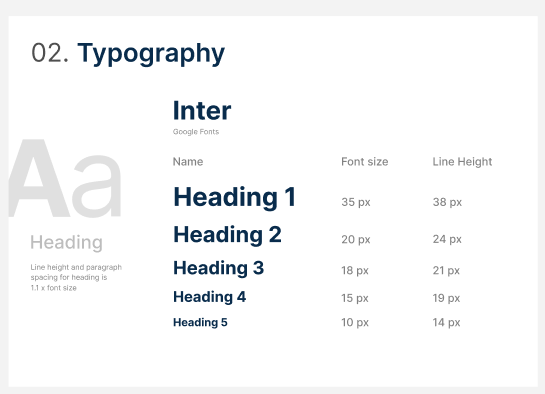 02. Typography
Inter
Google Fonts
Name Font size Line Height
Aa
Heading
Line height and paragraph
spacing for heading is
1.1 x font size
Heading 1 35 px 38 px
Heading 2 20 px 24 px
Heading 3 18 px 21 px
Heading 4 15 px 19 px
Heading 5 10 px 14 px